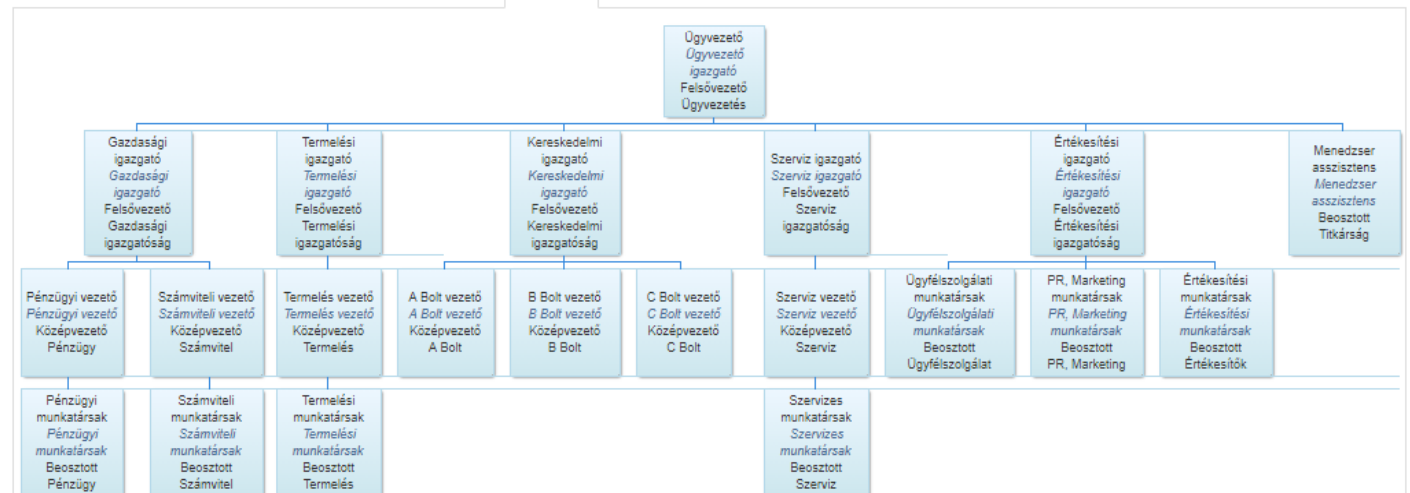 Ügyvezető
Ügyvezető
igazgató
Felsővezető
Ügyvezetés
Gazdasági
igazgató
Gazdasági
igazgató
Felsővezető
Gazdasági
igazgatóság
Termelési
igazgató
Termelési
igazgató
Felsővezető
Termelési
igazgatóság
Kereskedelmi
igazgató
Kereskedelmi
igazgató
Felsővezető
Kereskedelmi
igazgatóság
Szerviz igazgató
Szerviz igazgató
Felsővezető
Szerviz
igazgatóság
Értékesítési
igazgató
Értékesítési
igazgató
Felsővezető
Értékesítési
igazgatóság
Menedzser
asszisztens
Menedzser
asszisztens
Beosztott
Titkárság
Pénzügyi vezető
Pénzügyi vezető
Középvezető
Pénzügy
Számviteli vezető
Számviteli vezető
Középvezető
Számvitel
Termelés vezető
Termelés vezető
Középvezető
Termelés
A Bolt vezető
A Bolt vezető
Középvezető
A Bolt
B Bolt vezető
B Bolt vezető
Középvezető
B Bolt
C Bolt vezető
C Bolt vezető
Középvezető
C Bolt
Szerviz vezető
Szerviz vezető
Középvezető
Szerviz
Ügyfélszolgálati
munkatársak
Ügyfélszolgálati
munkatársak
Beosztott
Ügyfélszolgálat
PR, Marketing
munkatársak
PR, Marketing
munkatársak
Beosztott
PR, Marketing
Értékesítési
munkatársak
Értékesítési
munkatársak
Beosztott
Értékesítők
Pénzügyi
munkatársak
Pénzügyi
munkatársak
Beosztott
Pénzügy
Számviteli
munkatársak
Számviteli
munkatársak
Beosztott
Számvitel
Termelési
munkatársak
Termelési
munkatársak
Beosztott
Termelés
Szervizes
munkatársak
Szervizes
munkatársak
Beosztott
Szerviz